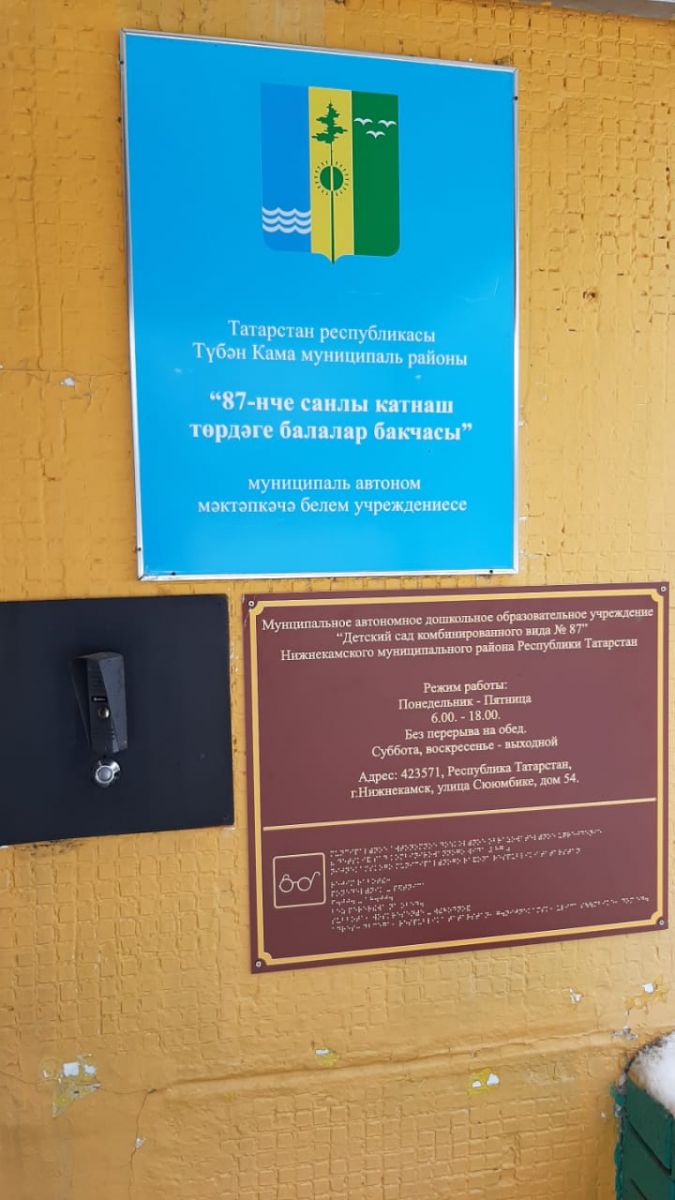 Татарстан республикасы
Түбән Кама муниципаль районы
“87-нче санлы катнаш
төрдәге балалар бакчасы”
муниципаль автоном
мәктәпкәчә белем учреждениесе
Мунципальное автономное дошкольное образовательное учреждение
“Детский сад комбинированного вида № 87”
Нижнекамского муниципального района Республики Татарстан
Режим работы:
Понедельник - Пятница
6.00. - 18.00.
Без перерыва на обед.
Суббота, воскресенье - выходной
Адрес: 423571, Республика Татарстан,
г.Нижнекамск, улица Сююмбике, дом 54.